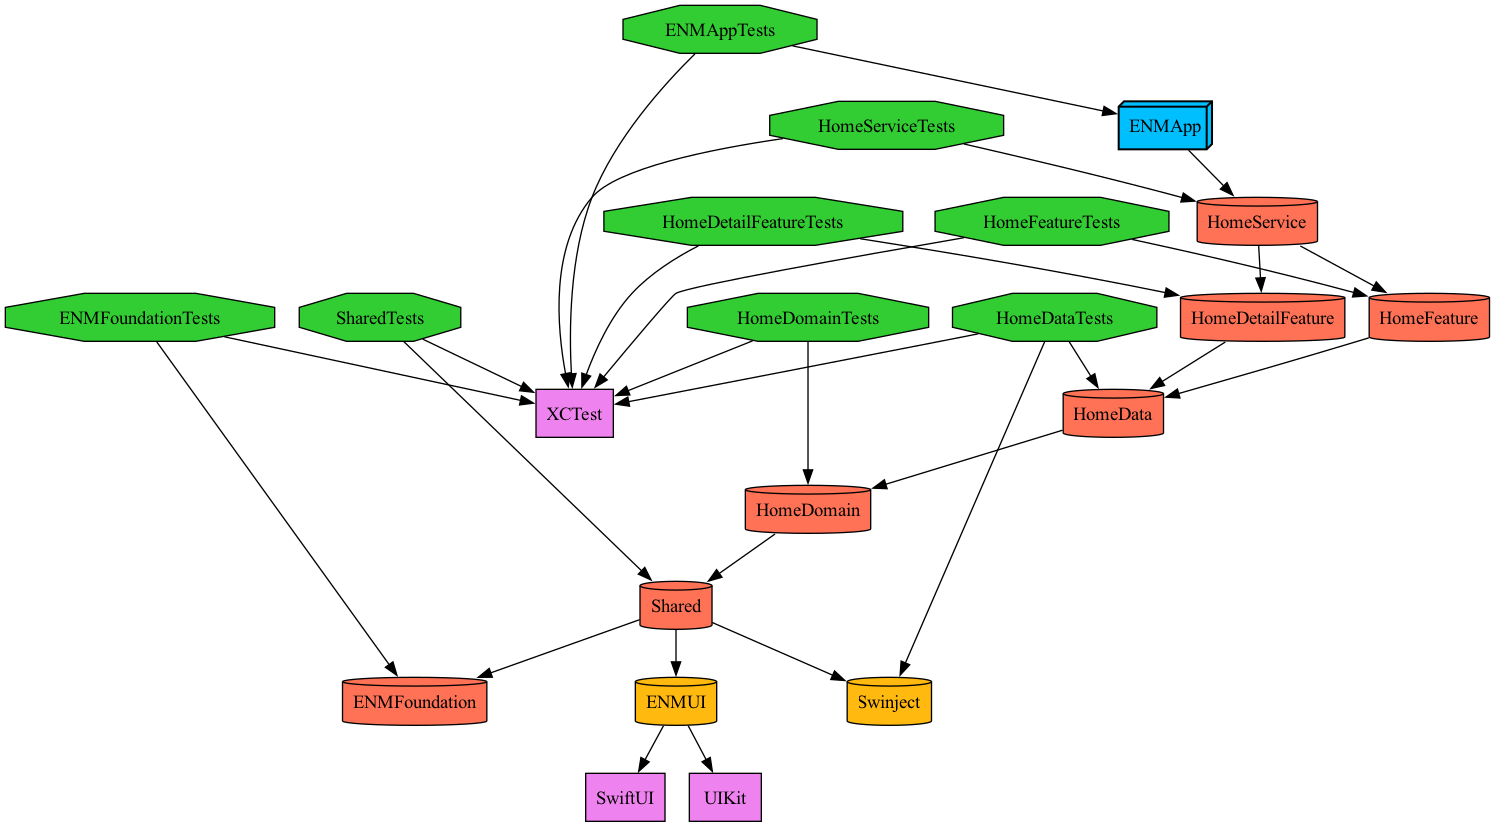 ENMAppTests
HomeServiceTests
ENMApp
HomeDetailFeatureTests
HomeFeatureTests
HomeService
ENMFoundationTests
SharedTests
HomeDomainTests
HomeDataTests
HomeDetailFeature
HomeFeature
XCTest
HomeData
HomeDomain
Shared
ENMFoundation
ENMUI
Swinject
SwiftUI
UIKit